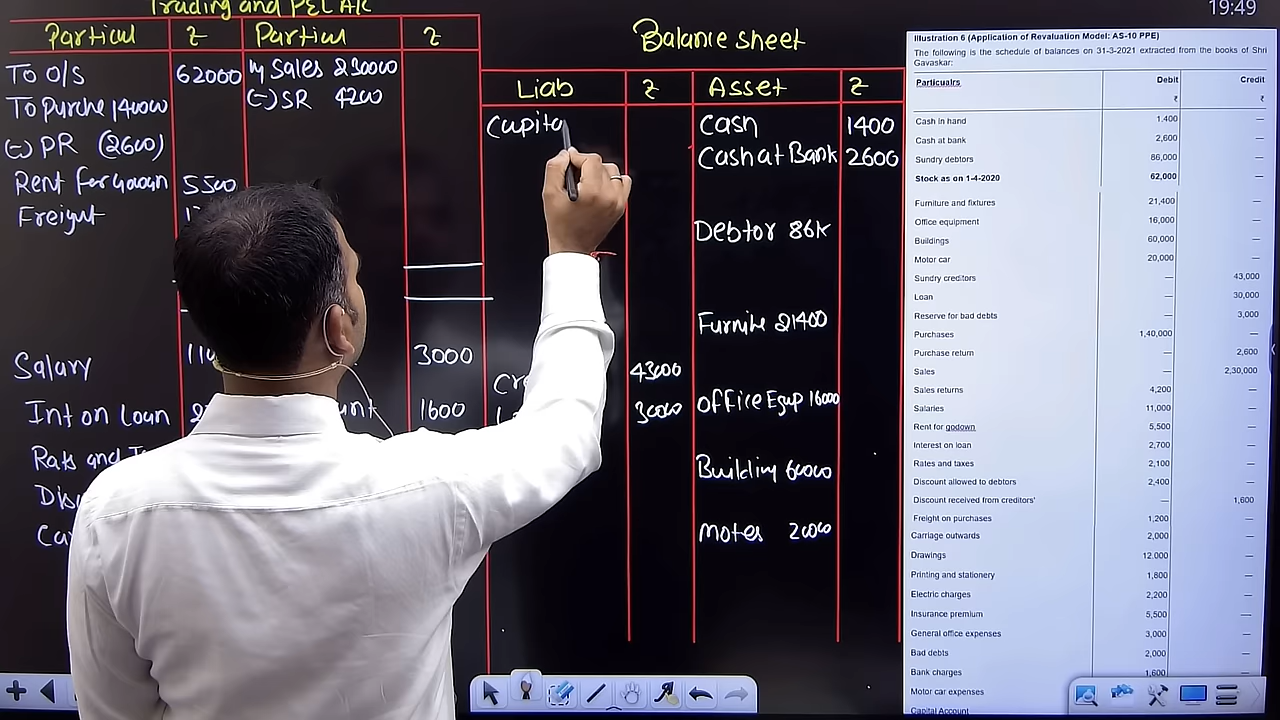 Trading and P&L A/c
19:49
Particul ₹ Particul ₹
To O/S 62000 By Sales 230000
To Purche 140000 (-) SR 4200
(-) PR (2600)
Rent for Godown 5500
Freight
Salary 3000
Int on Loan 1600
Rats and
Balance sheet
Liab ₹ Asset ₹
Capita Cash 1400
Cash at Bank 2600
Debtor 86k
Furnite 21400
43000
30000 Office Equp 16000
Building 60000
Motes 20000
Illustration 6 (Application of Revaluation Model: AS-10 PPE)
The following is the schedule of balances on 31-3-2021 extracted from the books of Shri
Gavaskar:
Particualrs Debit Credit
₹ ₹
Cash in hand 1,400 —
Cash at bank 2,600 —
Sundry debtors 86,000 —
Stock as on 1-4-2020 62,000 —
Furniture and fixtures 21,400 —
Office equipment 16,000 —
Buildings 60,000 —
Motor car 20,000 —
Sundry creditors — 43,000
Loan — 30,000
Reserve for bad debts — 3,000
Purchases 1,40,000 —
Purchase return — 2,600
Sales — 2,30,000
Sales returns 4,200 —
Salaries 11,000 —
Rent for godown 5,500 —
Interest on loan 2,700 —
Rates and taxes 2,100 —
Discount allowed to debtors 2,400 —
Discount received from creditors' — 1,600
Freight on purchases 1,200 —
Carriage outwards 2,000 —
Drawings 12.000 —
Printing and stationery 1,800 —
Electric charges 2,200 —
Insurance premium 5,500 —
General office expenses 3,000 —
Bad debts 2,000 —
Bank charges 1,600 —
Motor car expenses
Capital Account